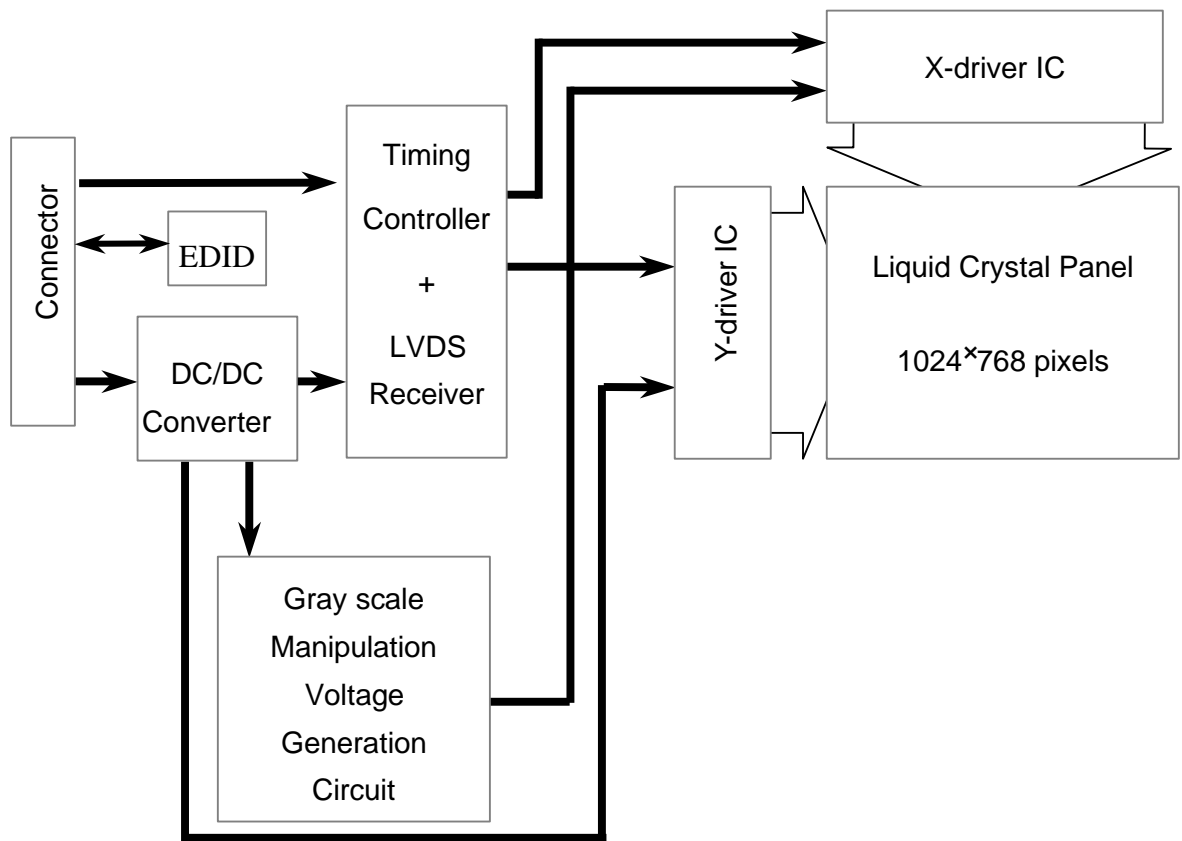 X-driver IC
Timing
Controller
+
LVDS
Receiver
Connector
EDID
Y-driver IC
Liquid Crystal Panel
1024×768 pixels
DC/DC
Converter
Gray scale
Manipulation
Voltage
Generation
Circuit